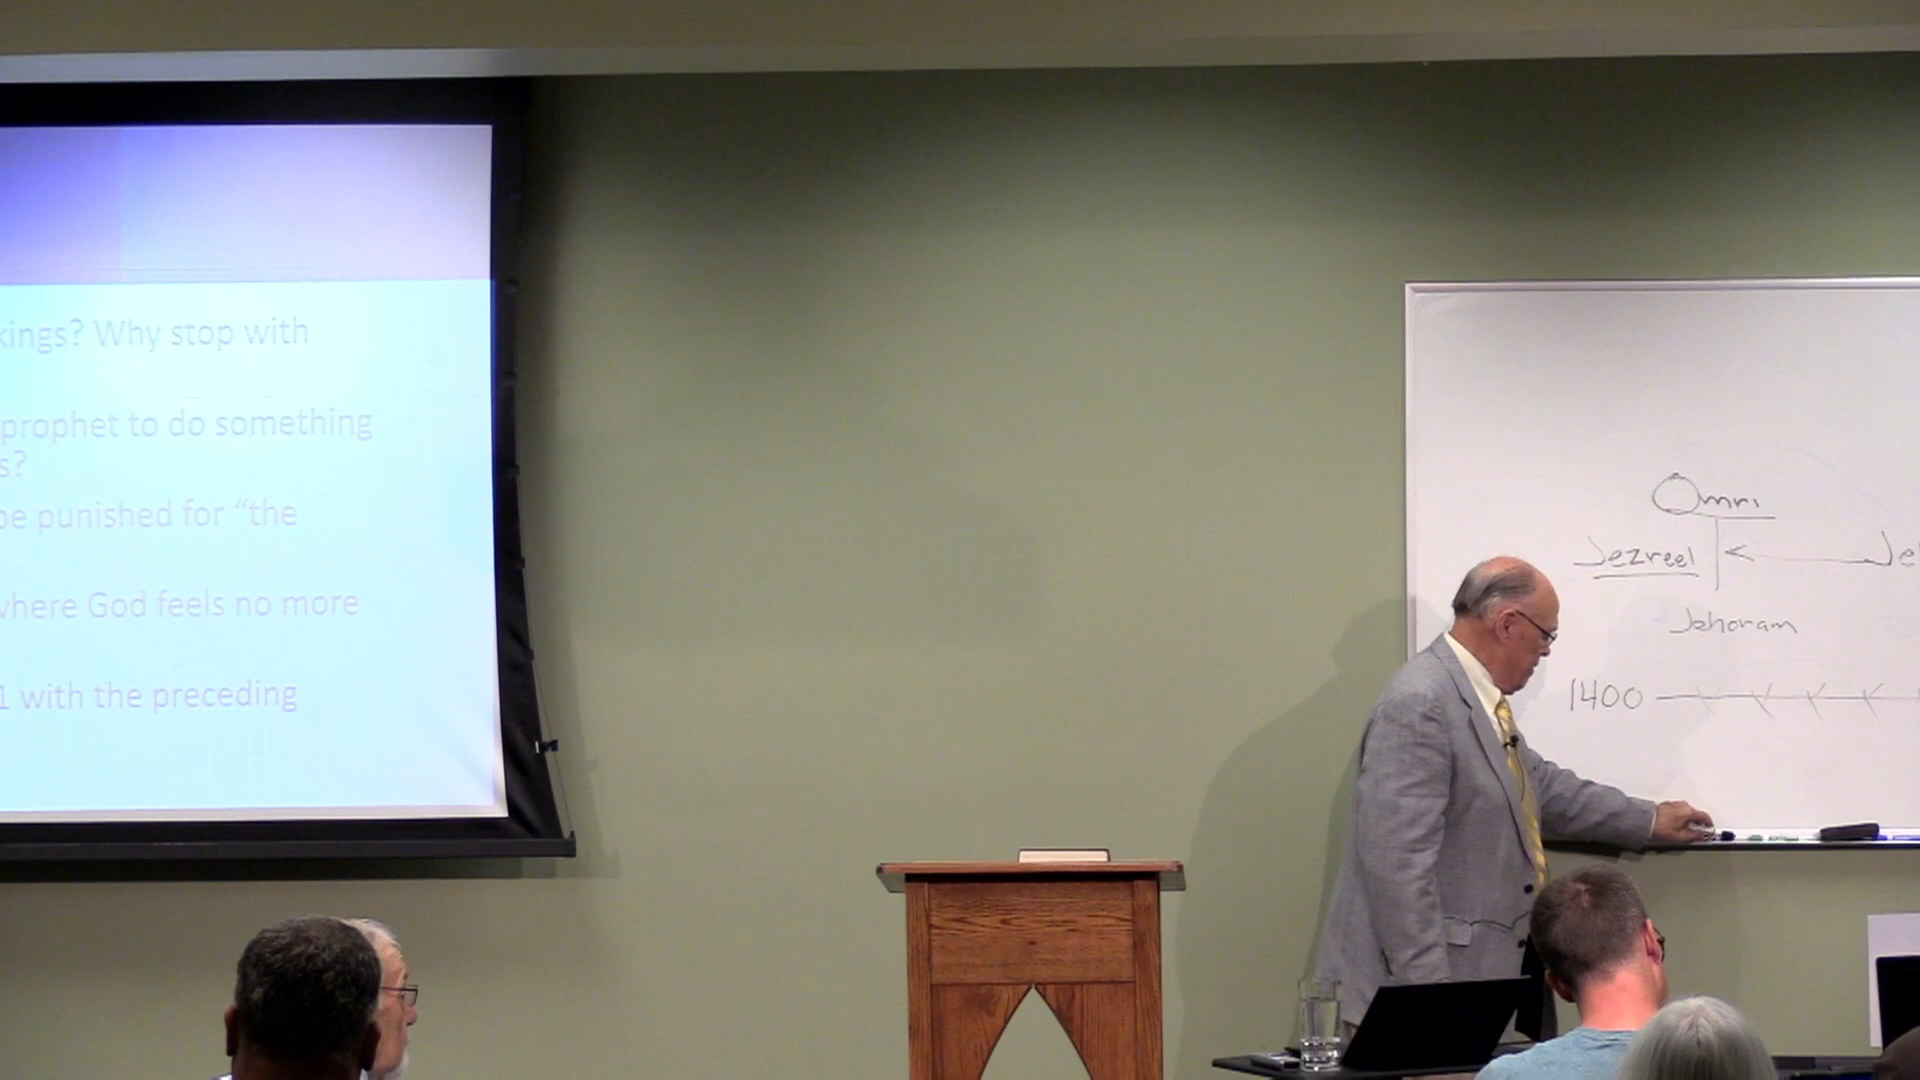 kings? Why stop with
prophet to do something
s?
be punished for “the
where God feels no more
1 with the preceding
Omri
Jezreel
Jehoram
1400